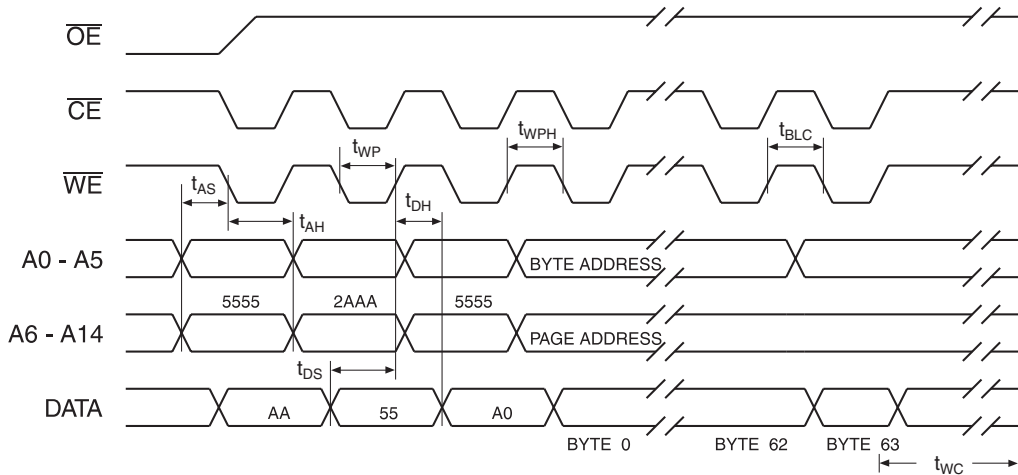 OE
CE
tWPH
tBLC
tWP
WE
tAS
tDH
tAH
A0 - A5
BYTE ADDRESS
5555 2AAA 5555
A6 - A14
PAGE ADDRESS
tDS
DATA
AA 55 A0
BYTE 0 BYTE 62 BYTE 63
tWC